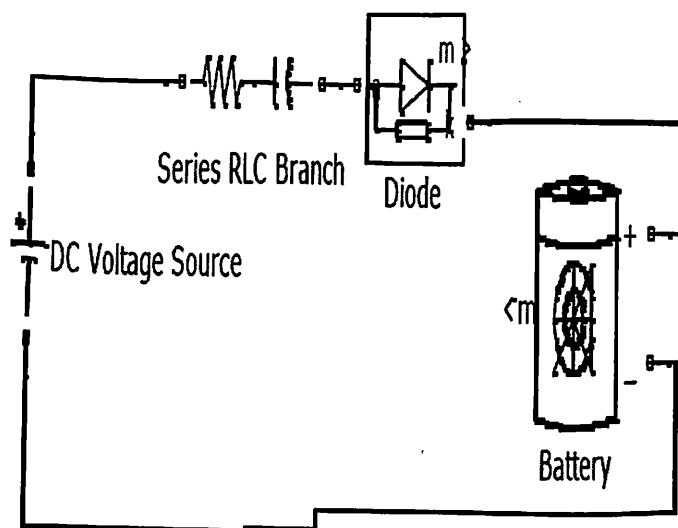 m
Series RLC Branch
Diode
+
DC Voltage Source
+
<m
-
Battery